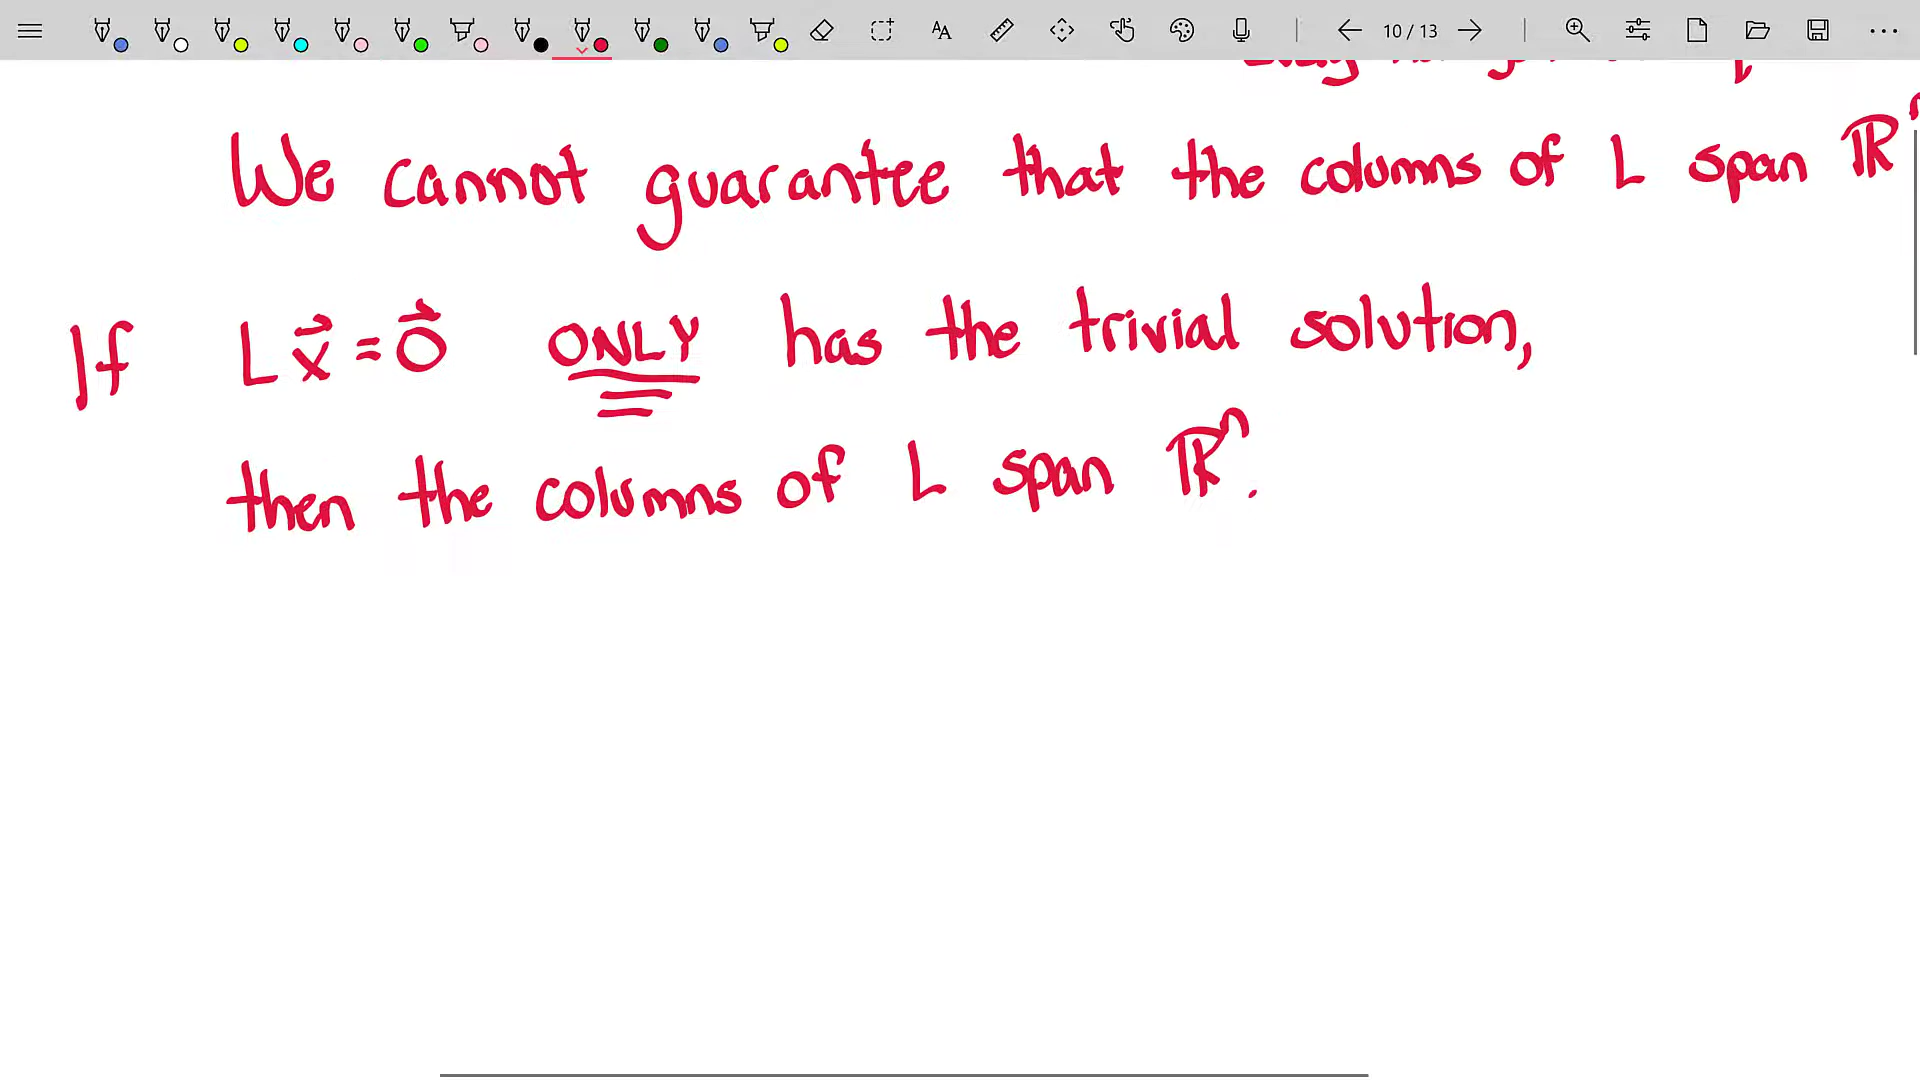 10 / 13
We cannot guarantee that the columns of L span ℝⁿ
If Lx⃗ = 0⃗ ONLY has the trivial solution,
then the columns of L span ℝⁿ.